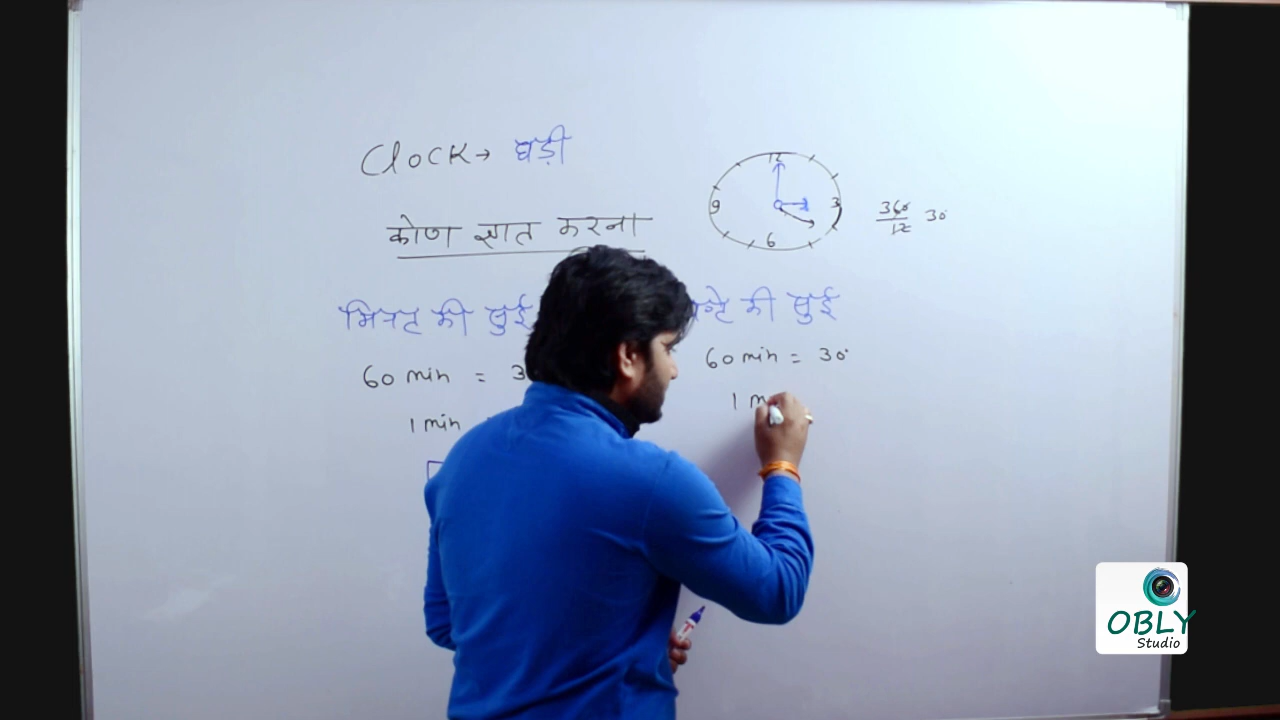 Clock → घड़ी
12
9
3
6
360/12 30°
कोण ज्ञात करना
मिनट की सुई
की सुई
60 min =
60 min = 30°
1 min
1 m
OBLY
Studio